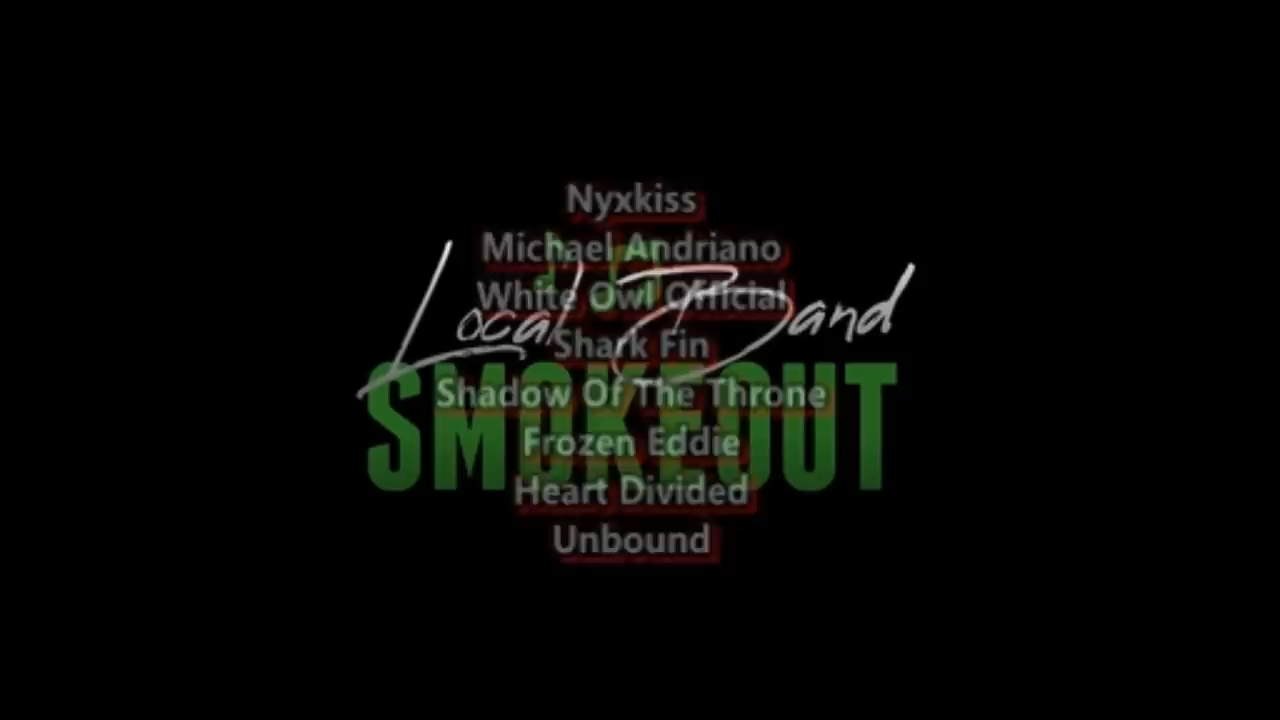 Nyxkiss
Michael Andriano
White Owl Official
Shark Fin
Shadow Of The Throne
Frozen Eddie
Heart Divided
Unbound
Local Band
SMOKEOUT